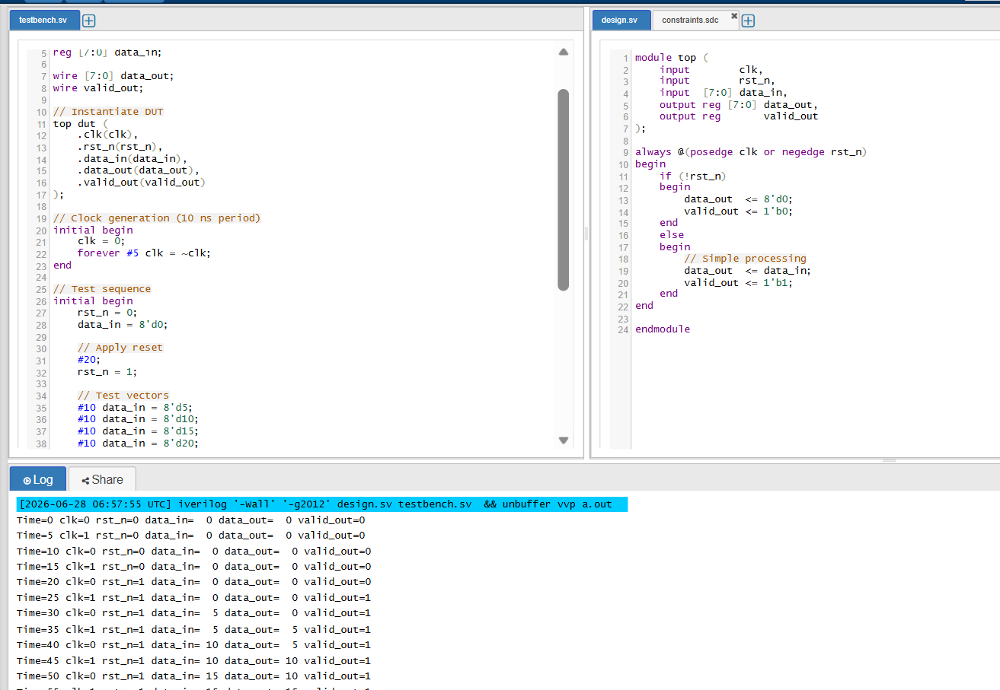 testbench.sv
5 reg [7:0] data_in;
6
7 wire [7:0] data_out;
8 wire valid_out;
9
10 // Instantiate DUT
11 top dut (
12     .clk(clk),
13     .rst_n(rst_n),
14     .data_in(data_in),
15     .data_out(data_out),
16     .valid_out(valid_out)
17 );
18
19 // Clock generation (10 ns period)
20 initial begin
21     clk = 0;
22     forever #5 clk = ~clk;
23 end
24
25 // Test sequence
26 initial begin
27     rst_n = 0;
28     data_in = 8'd0;
29
30     // Apply reset
31     #20;
32     rst_n = 1;
33
34     // Test vectors
35     #10 data_in = 8'd5;
36     #10 data_in = 8'd10;
37     #10 data_in = 8'd15;
38     #10 data_in = 8'd20;
design.sv constraints.sdc
1 module top (
2     input        clk,
3     input        rst_n,
4     input  [7:0] data_in,
5     output reg [7:0] data_out,
6     output reg       valid_out
7 );
8
9 always @(posedge clk or negedge rst_n)
10 begin
11     if (!rst_n)
12     begin
13         data_out  <= 8'd0;
14         valid_out <= 1'b0;
15     end
16     else
17     begin
18         // Simple processing
19         data_out  <= data_in;
20         valid_out <= 1'b1;
21     end
22 end
23
24 endmodule
Log Share
[2026-06-28 06:57:55 UTC] iverilog '-Wall' '-g2012' design.sv testbench.sv  && unbuffer vvp a.out
Time=0 clk=0 rst_n=0 data_in=  0 data_out=  0 valid_out=0
Time=5 clk=1 rst_n=0 data_in=  0 data_out=  0 valid_out=0
Time=10 clk=0 rst_n=0 data_in=  0 data_out=  0 valid_out=0
Time=15 clk=1 rst_n=0 data_in=  0 data_out=  0 valid_out=0
Time=20 clk=0 rst_n=1 data_in=  0 data_out=  0 valid_out=0
Time=25 clk=1 rst_n=1 data_in=  0 data_out=  0 valid_out=1
Time=30 clk=0 rst_n=1 data_in=  5 data_out=  0 valid_out=1
Time=35 clk=1 rst_n=1 data_in=  5 data_out=  5 valid_out=1
Time=40 clk=0 rst_n=1 data_in= 10 data_out=  5 valid_out=1
Time=45 clk=1 rst_n=1 data_in= 10 data_out= 10 valid_out=1
Time=50 clk=0 rst_n=1 data_in= 15 data_out= 10 valid_out=1